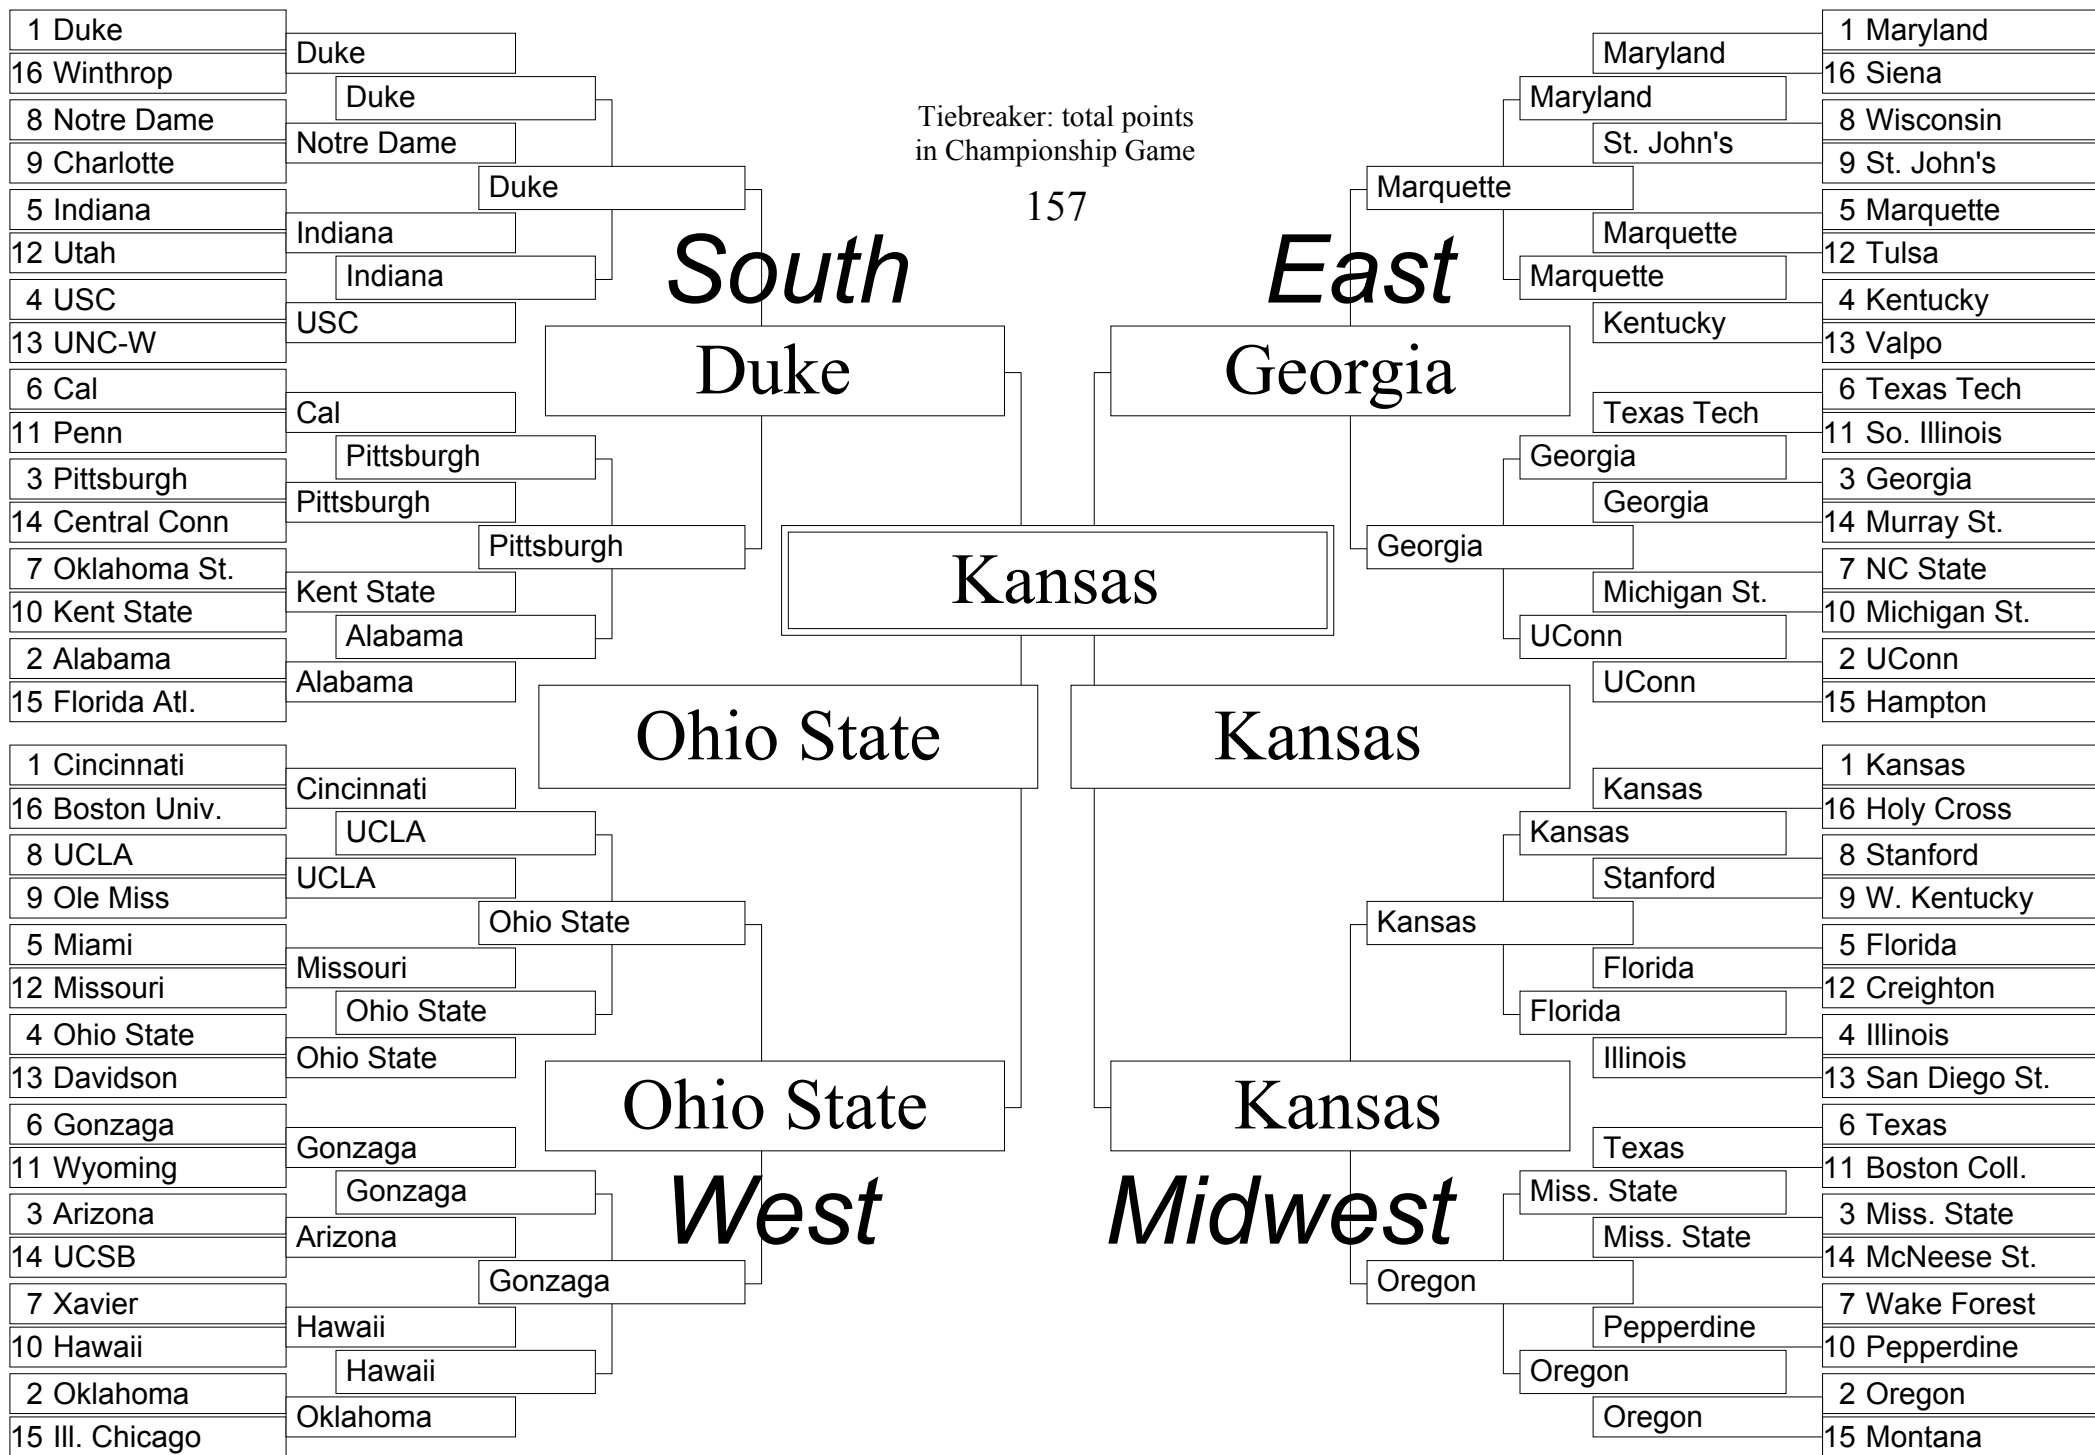 1 Duke
16 Winthrop
8 Notre Dame
9 Charlotte
5 Indiana
12 Utah
4 USC
13 UNC-W
6 Cal
11 Penn
3 Pittsburgh
14 Central Conn
7 Oklahoma St.
10 Kent State
2 Alabama
15 Florida Atl.
Duke
Notre Dame
Indiana
USC
Cal
Pittsburgh
Kent State
Alabama
Duke
Indiana
Pittsburgh
Alabama
Duke
Pittsburgh
South
Duke
1 Cincinnati
16 Boston Univ.
8 UCLA
9 Ole Miss
5 Miami
12 Missouri
4 Ohio State
13 Davidson
6 Gonzaga
11 Wyoming
3 Arizona
14 UCSB
7 Xavier
10 Hawaii
2 Oklahoma
15 Ill. Chicago
Cincinnati
UCLA
Missouri
Ohio State
Gonzaga
Arizona
Hawaii
Oklahoma
UCLA
Ohio State
Gonzaga
Hawaii
Ohio State
Gonzaga
Ohio State
West
Tiebreaker: total points
in Championship Game
157
Kansas
Ohio State
Kansas
East
Georgia
Marquette
Georgia
Maryland
Marquette
Georgia
UConn
Maryland
St. John's
Marquette
Kentucky
Texas Tech
Georgia
Michigan St.
UConn
1 Maryland
16 Siena
8 Wisconsin
9 St. John's
5 Marquette
12 Tulsa
4 Kentucky
13 Valpo
6 Texas Tech
11 So. Illinois
3 Georgia
14 Murray St.
7 NC State
10 Michigan St.
2 UConn
15 Hampton
Kansas
Midwest
Kansas
Oregon
Kansas
Florida
Miss. State
Oregon
Kansas
Stanford
Florida
Illinois
Texas
Miss. State
Pepperdine
Oregon
1 Kansas
16 Holy Cross
8 Stanford
9 W. Kentucky
5 Florida
12 Creighton
4 Illinois
13 San Diego St.
6 Texas
11 Boston Coll.
3 Miss. State
14 McNeese St.
7 Wake Forest
10 Pepperdine
2 Oregon
15 Montana